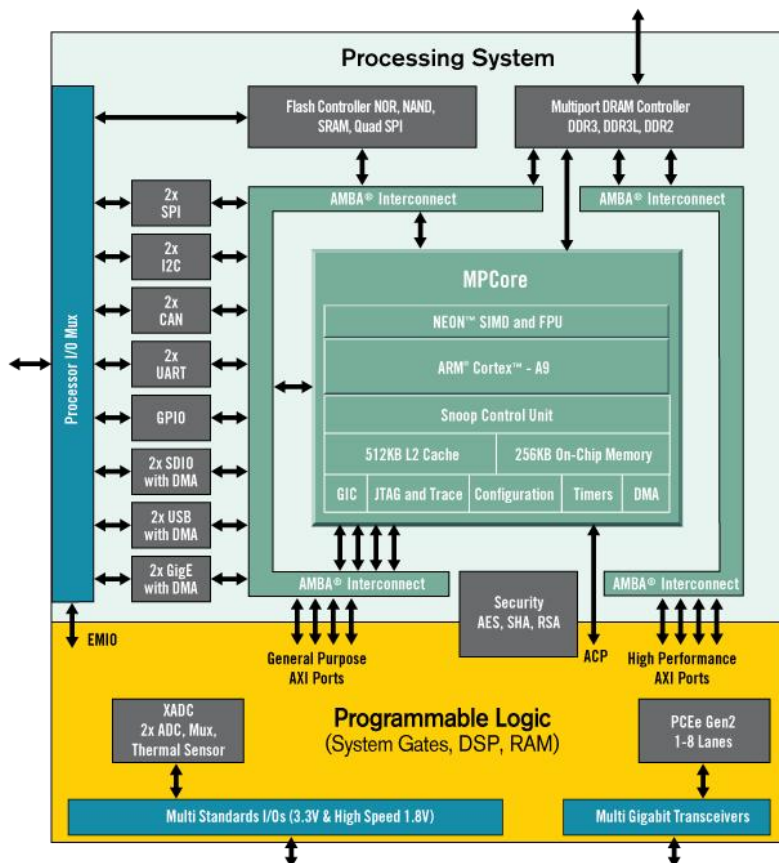 Processing System
Flash Controller NOR, NAND,
SRAM, Quad SPI
Multiport DRAM Controller
DDR3, DDR3L, DDR2
AMBA® Interconnect
AMBA® Interconnect
Processor I/O Mux
2x
SPI
2x
I2C
2x
CAN
2x
UART
GPIO
2x SDIO
with DMA
2x USB
with DMA
2x GigE
with DMA
MPCore
NEON™ SIMD and FPU
ARM® Cortex™ - A9
Snoop Control Unit
512KB L2 Cache
256KB On-Chip Memory
GIC
JTAG and Trace
Configuration
Timers
DMA
AMBA® Interconnect
AMBA® Interconnect
Security
AES, SHA, RSA
EMIO
General Purpose
AXI Ports
ACP
High Performance
AXI Ports
XADC
2x ADC, Mux,
Thermal Sensor
Programmable Logic
(System Gates, DSP, RAM)
PCEe Gen2
1-8 Lanes
Multi Standards I/Os (3.3V & High Speed 1.8V)
Multi Gigabit Transceivers